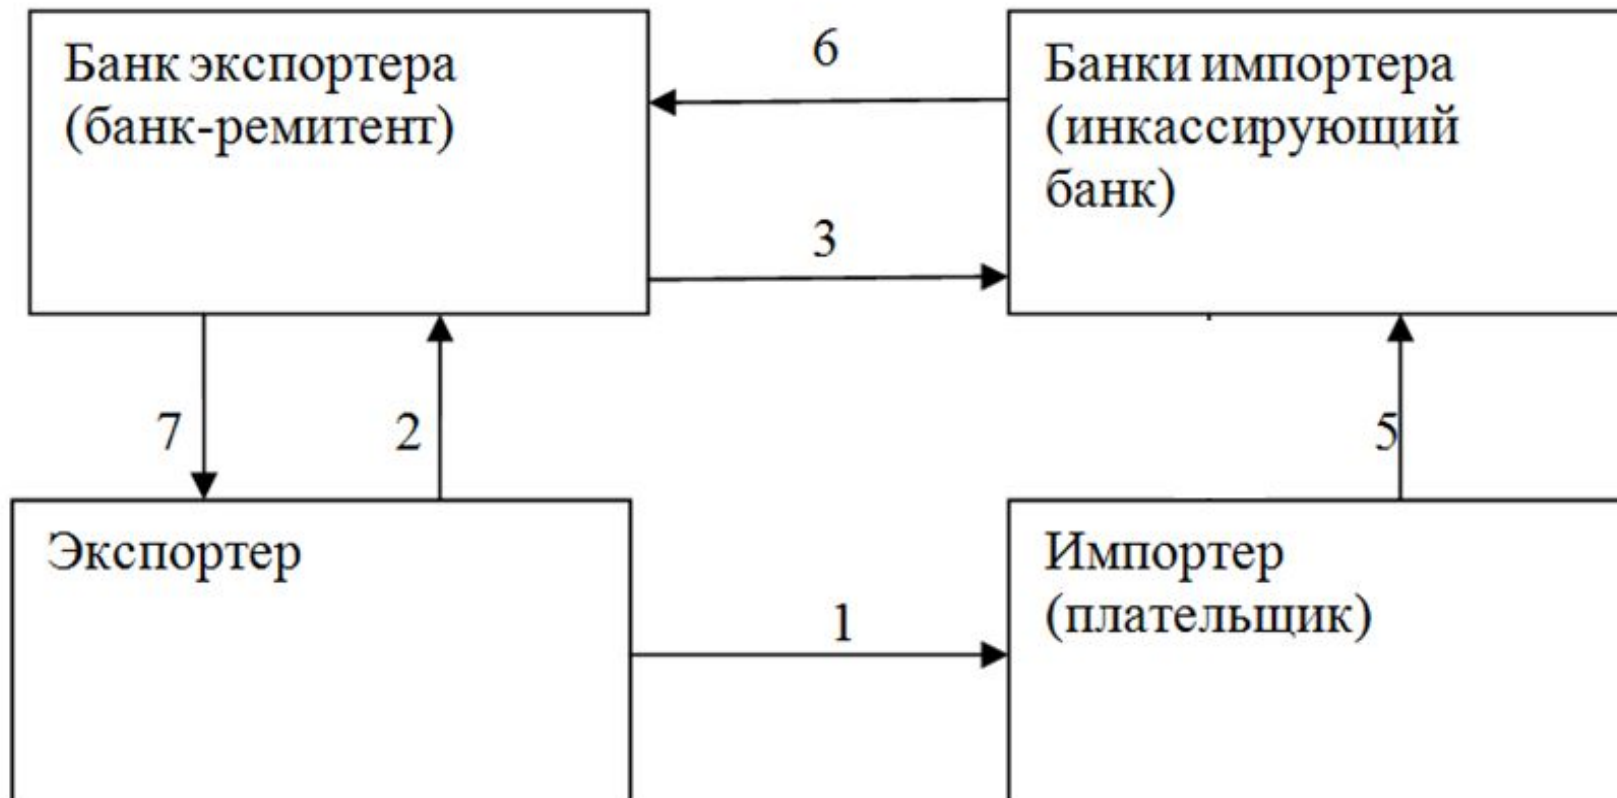 Банк экспортера
(банк-ремитент)
6
Банки импортера
(инкассирующий
банк)
3
7
2
5
Экспортер
1
Импортер
(плательщик)